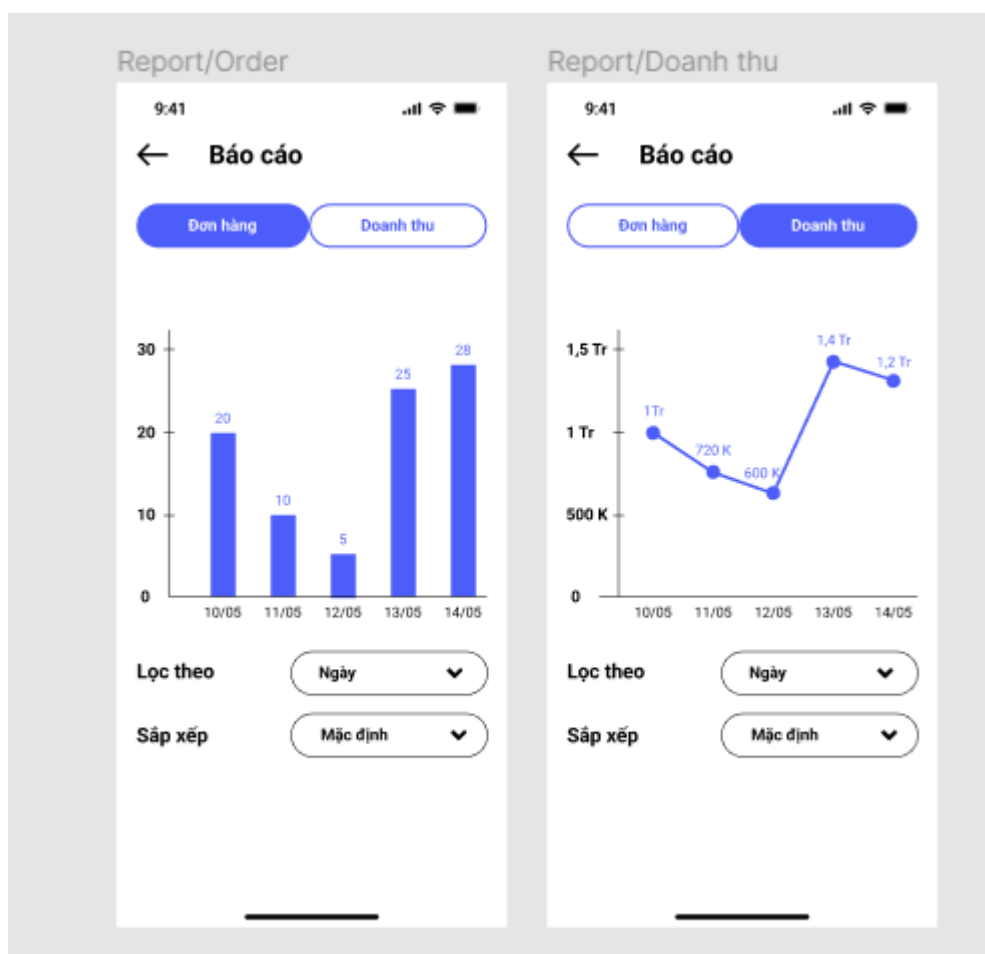 Report/Order
9:41
Báo cáo
Đơn hàng Doanh thu
30
20
10
0
20
10
5
25
28
10/05 11/05 12/05 13/05 14/05
Lọc theo Ngày
Sắp xếp Mặc định
Report/Doanh thu
9:41
Báo cáo
Đơn hàng Doanh thu
1,5 Tr
1 Tr
500 K
0
1Tr
720 K
600 K
1,4 Tr
1,2 Tr
10/05 11/05 12/05 13/05 14/05
Lọc theo Ngày
Sắp xếp Mặc định